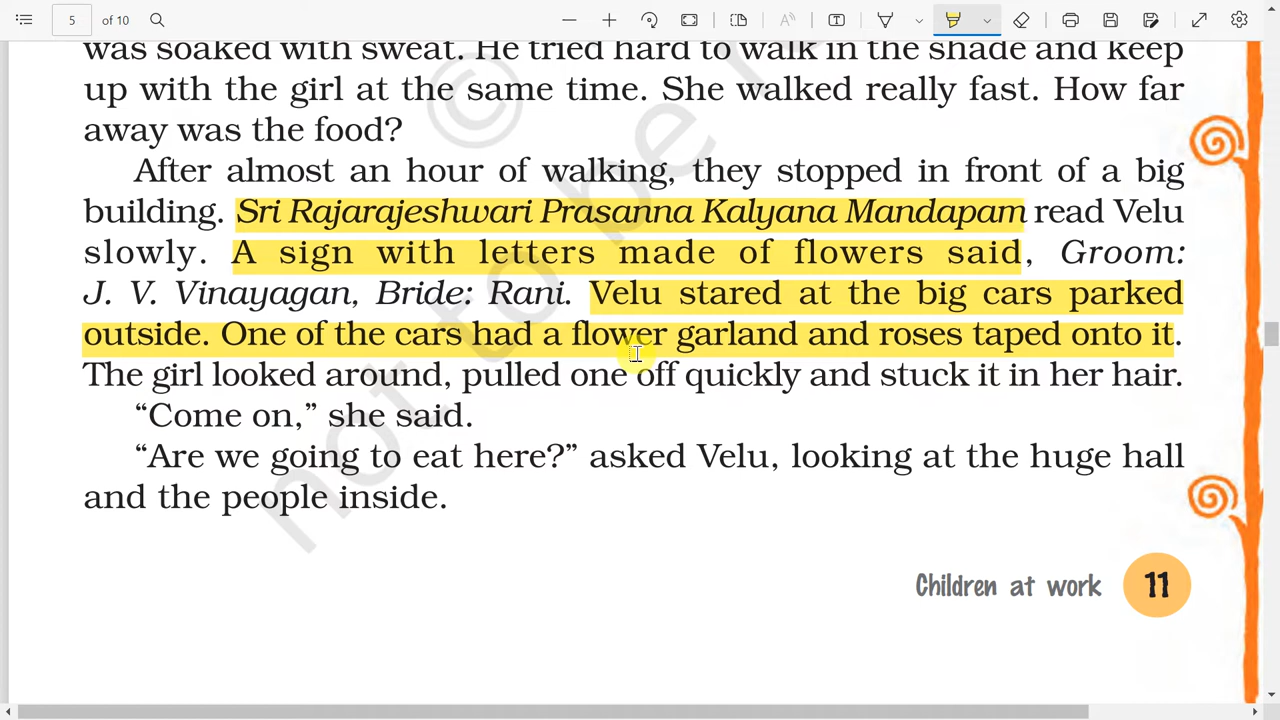 5 of 10
was soaked with sweat. He tried hard to walk in the shade and keep
up with the girl at the same time. She walked really fast. How far
away was the food?
After almost an hour of walking, they stopped in front of a big
building. Sri Rajarajeshwari Prasanna Kalyana Mandapam read Velu
slowly. A sign with letters made of flowers said, Groom:
J. V. Vinayagan, Bride: Rani. Velu stared at the big cars parked
outside. One of the cars had a flower garland and roses taped onto it.
The girl looked around, pulled one off quickly and stuck it in her hair.
“Come on,” she said.
“Are we going to eat here?” asked Velu, looking at the huge hall
and the people inside.
Children at work 11
© not to be r